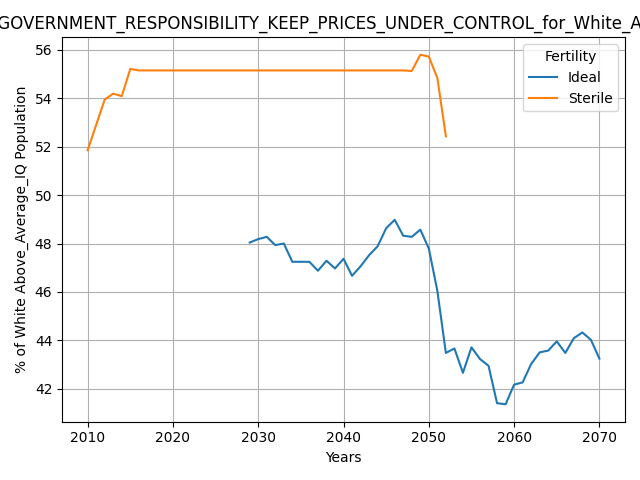 GOVERNMENT_RESPONSIBILITY_KEEP_PRICES_UNDER_CONTROL_for_White_A
% of White Above_Average_IQ Population
56
54
52
50
48
46
44
42
Fertility
Ideal
Sterile
2010 2020 2030 2040 2050 2060 2070
Years